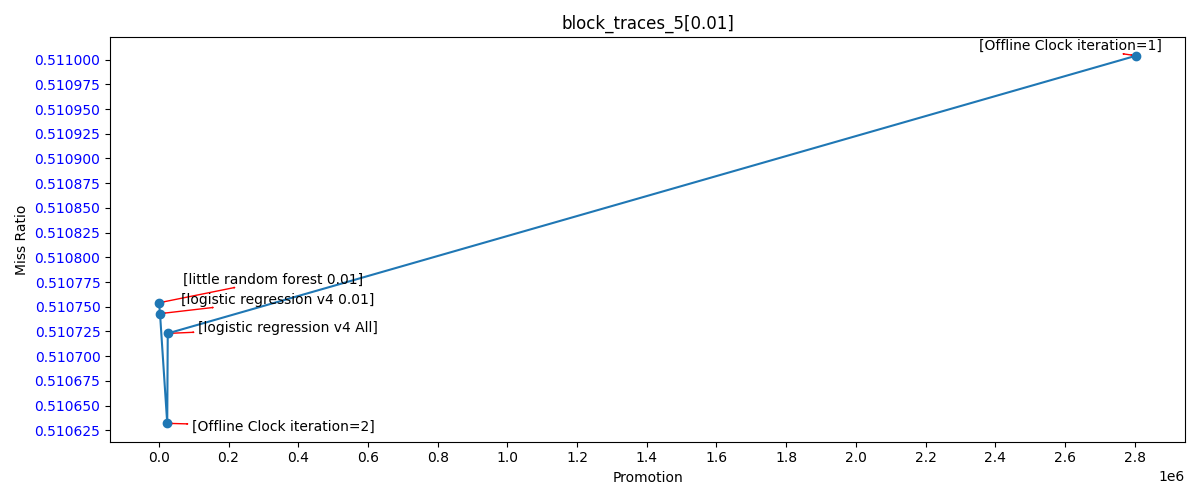 block_traces_5[0.01]
[Offline Clock iteration=1]
0.511000
0.510975
0.510950
0.510925
0.510900
0.510875
0.510850
0.510825
0.510800
0.510775
0.510750
0.510725
0.510700
0.510675
0.510650
0.510625
Miss Ratio
[little random forest 0.01]
[logistic regression v4 0.01]
[logistic regression v4 All]
[Offline Clock iteration=2]
0.0 0.2 0.4 0.6 0.8 1.0 1.2 1.4 1.6 1.8 2.0 2.2 2.4 2.6 2.8
1e6
Promotion